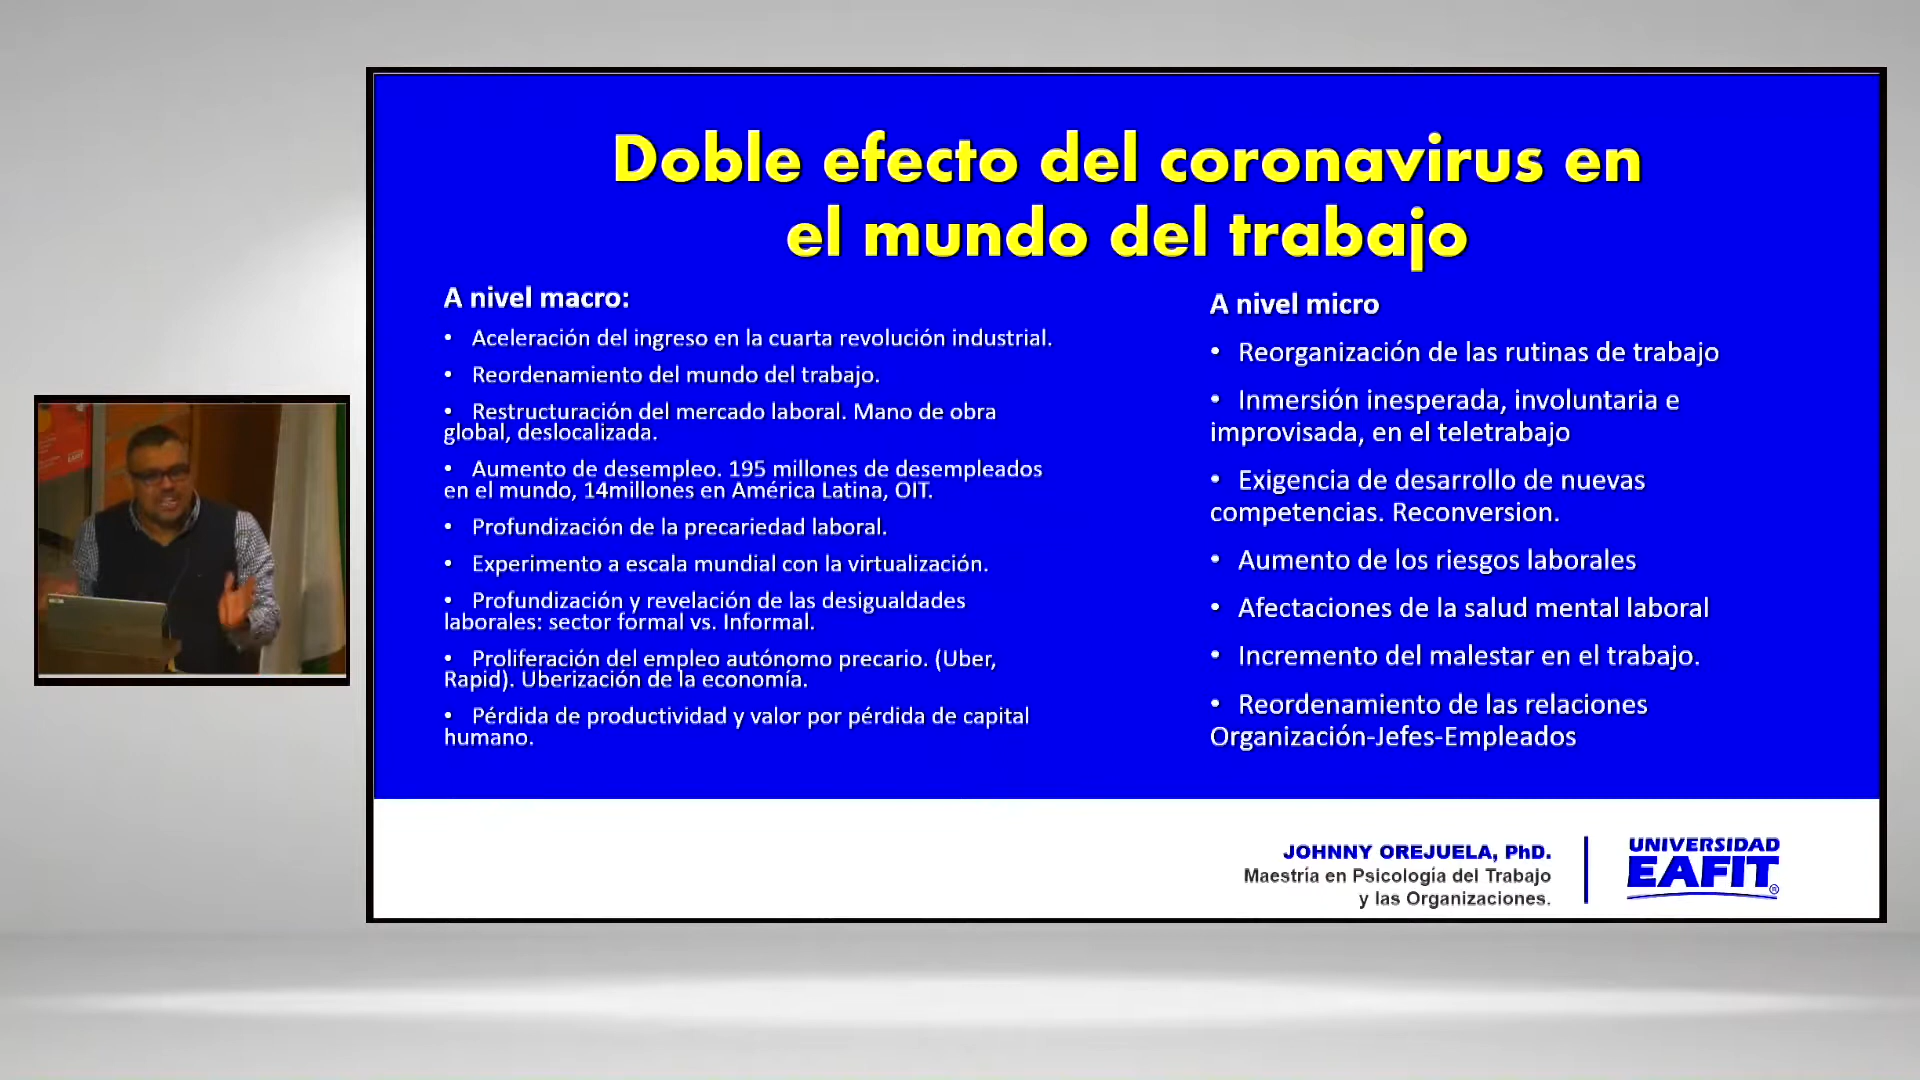 Doble efecto del coronavirus en
el mundo del trabajo
A nivel macro:
• Aceleración del ingreso en la cuarta revolución industrial.
• Reordenamiento del mundo del trabajo.
• Restructuración del mercado laboral. Mano de obra
global, deslocalizada.
• Aumento de desempleo. 195 millones de desempleados
en el mundo, 14millones en América Latina, OIT.
• Profundización de la precariedad laboral.
• Experimento a escala mundial con la virtualización.
• Profundización y revelación de las desigualdades
laborales: sector formal vs. Informal.
• Proliferación del empleo autónomo precario. (Uber,
Rapid). Uberización de la economía.
• Pérdida de productividad y valor por pérdida de capital
humano.
A nivel micro
• Reorganización de las rutinas de trabajo
• Inmersión inesperada, involuntaria e
improvisada, en el teletrabajo
• Exigencia de desarrollo de nuevas
competencias. Reconversion.
• Aumento de los riesgos laborales
• Afectaciones de la salud mental laboral
• Incremento del malestar en el trabajo.
• Reordenamiento de las relaciones
Organización-Jefes-Empleados
JOHNNY OREJUELA, PhD.
Maestría en Psicología del Trabajo
y las Organizaciones.
UNIVERSIDAD
EAFIT®